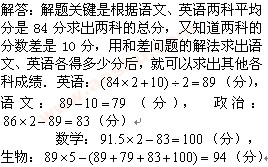 解答：解题关键是根据语文、英语两科平均
分是 84 分求出两科的总分，又知道两科的
分数差是 10 分，用和差问题的解法求出语
文、英语各得多少分后，就可以求出其他各
科成绩．英语：(84×2+10)÷2=89（分），
语文：89−10=79（分），政治：
86×2−89=83（分）
数学：91.5×2−83=100（分），
生物：89×5−(89+79+83+100)=94（分）．